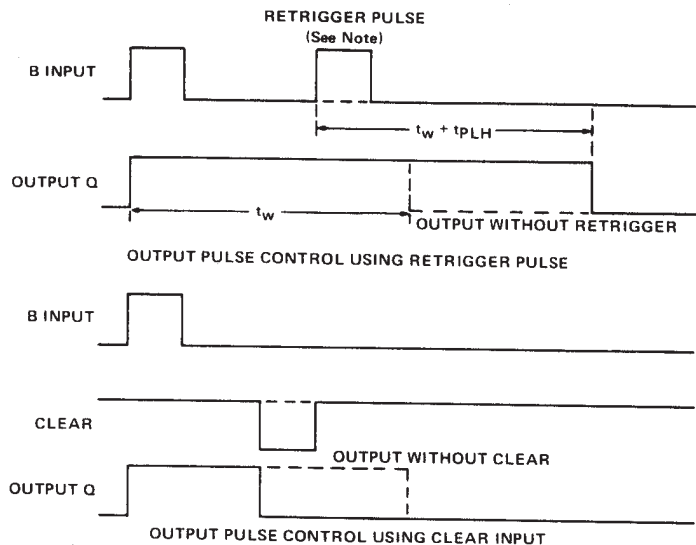 RETRIGGER PULSE
(See Note)
B INPUT
tw + tPLH
OUTPUT Q
tw
OUTPUT WITHOUT RETRIGGER
OUTPUT PULSE CONTROL USING RETRIGGER PULSE
B INPUT
CLEAR
OUTPUT WITHOUT CLEAR
OUTPUT Q
OUTPUT PULSE CONTROL USING CLEAR INPUT